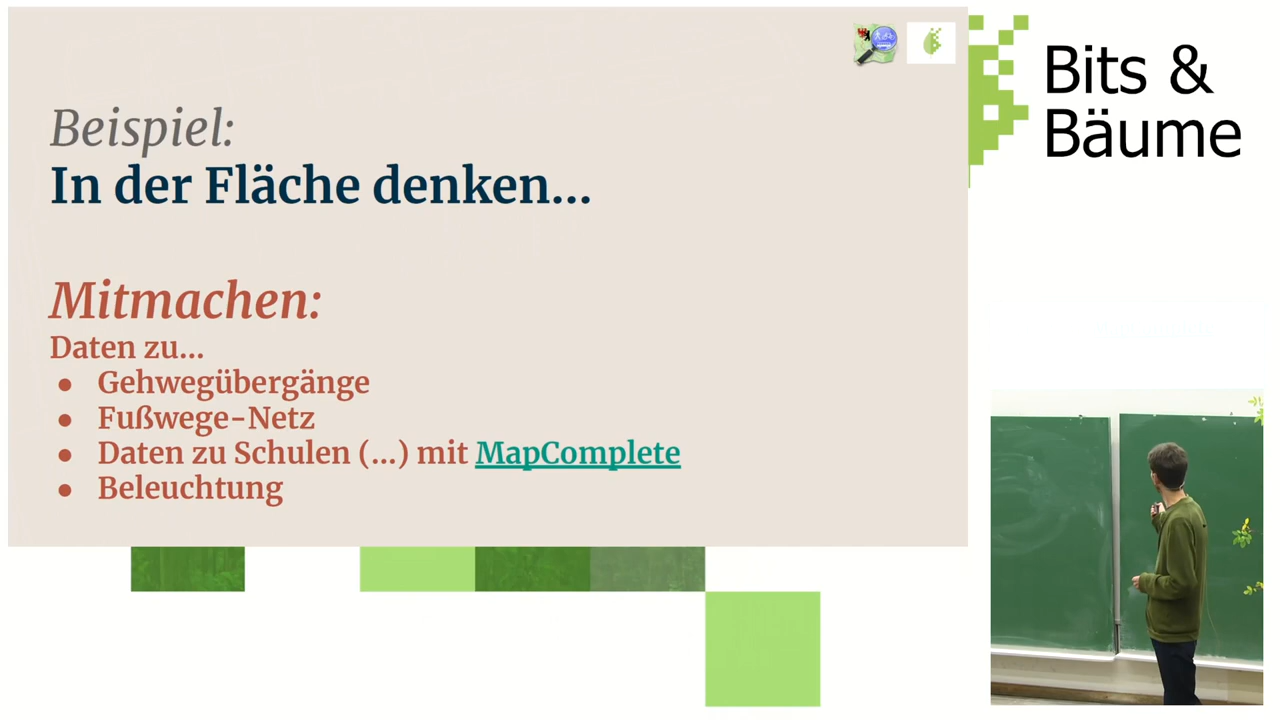 Beispiel:
In der Fläche denken...
Mitmachen:
Daten zu...
● Gehwegübergänge
● Fußwege-Netz
● Daten zu Schulen (...) mit MapComplete
● Beleuchtung
Bits &
Bäume